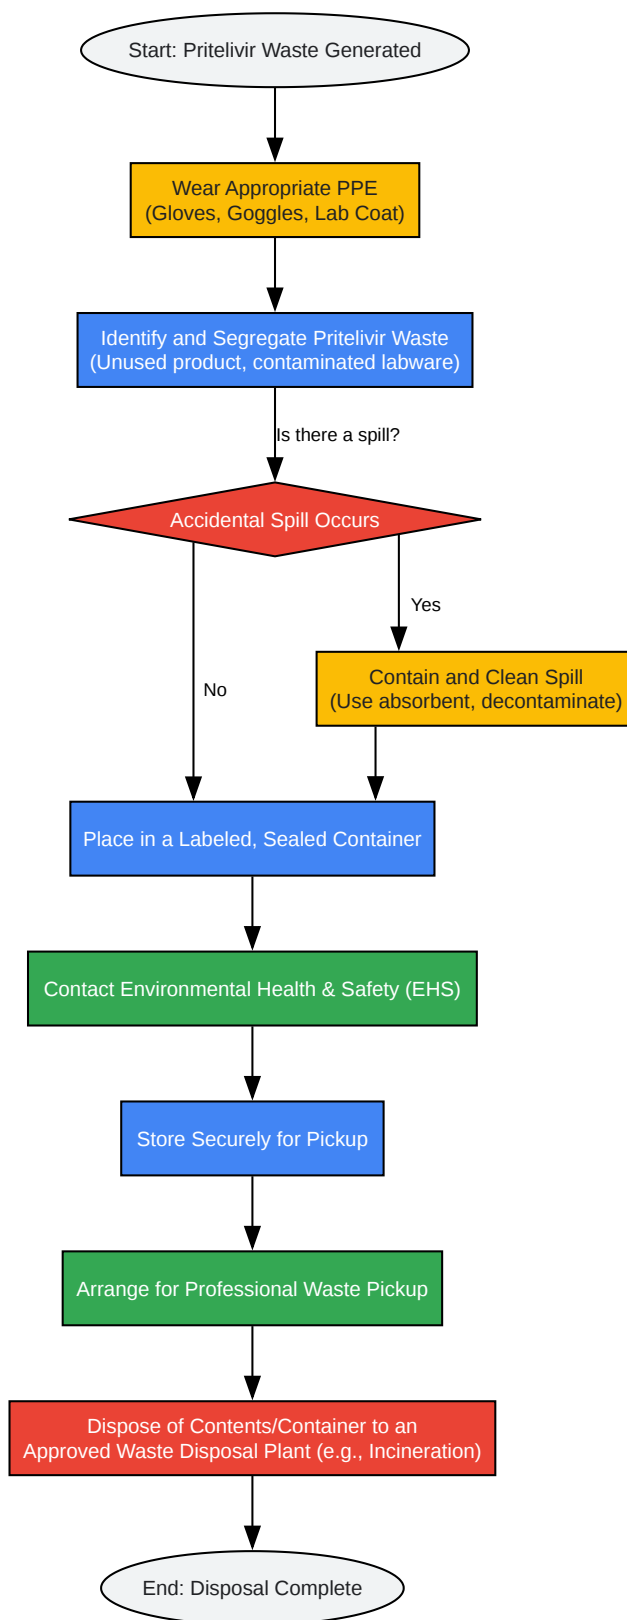 Start: Pritelivir Waste Generated
Wear Appropriate PPE
(Gloves, Goggles, Lab Coat)
Identify and Segregate Pritelivir Waste
(Unused product, contaminated labware)
Is there a spill?
Accidental Spill Occurs
Yes
Contain and Clean Spill
(Use absorbent, decontaminate)
No
Place in a Labeled, Sealed Container
Contact Environmental Health & Safety (EHS)
Store Securely for Pickup
Arrange for Professional Waste Pickup
Dispose of Contents/Container to an
Approved Waste Disposal Plant (e.g., Incineration)
End: Disposal Complete